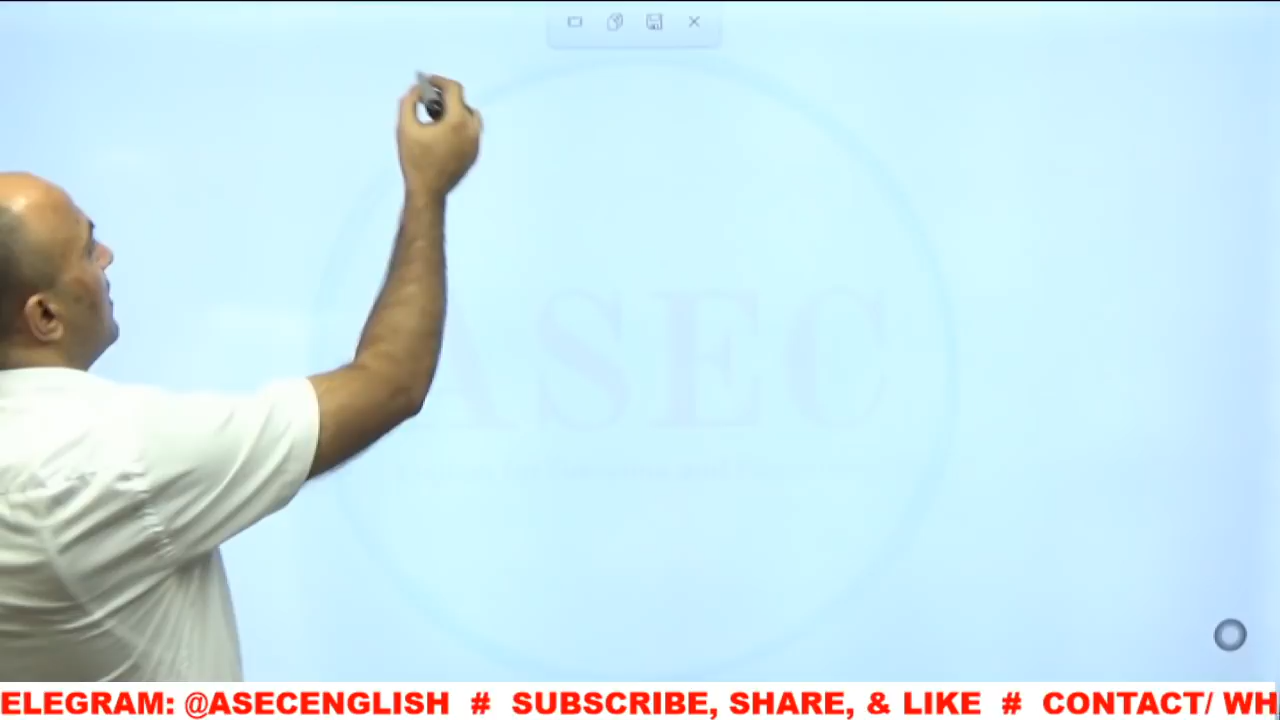 ASEC
ELEGRAM: @ASECENGLISH # SUBSCRIBE, SHARE, & LIKE # CONTACT/ WH